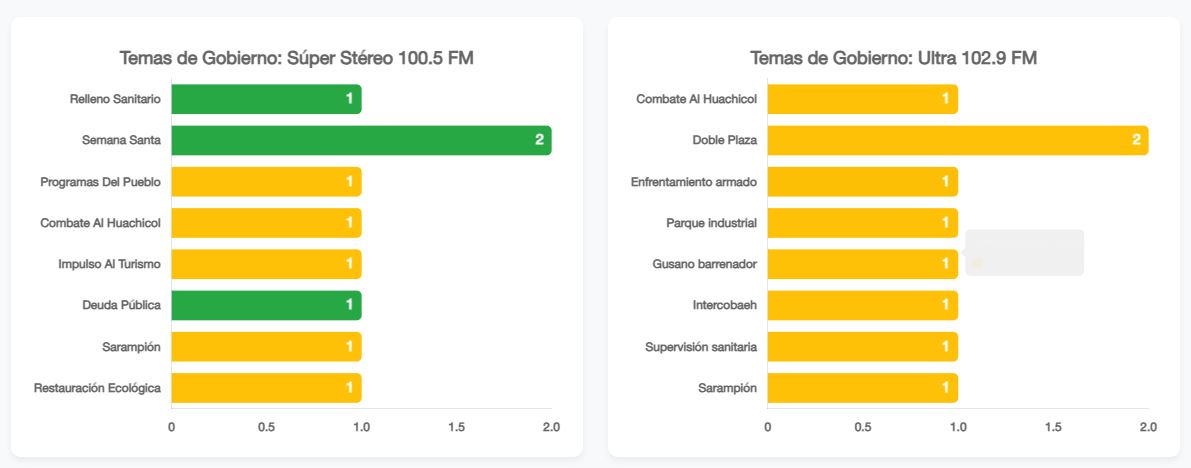 Temas de Gobierno: Súper Stéreo 100.5 FM
Relleno Sanitario 1
Semana Santa 2
Programas Del Pueblo 1
Combate Al Huachicol 1
Impulso Al Turismo 1
Deuda Pública 1
Sarampión 1
Restauración Ecológica 1
0 0.5 1.0 1.5 2.0
Temas de Gobierno: Ultra 102.9 FM
Combate Al Huachicol 1
Doble Plaza 2
Enfrentamiento armado 1
Parque industrial 1
Gusano barrenador 1
Intercobaeh 1
Supervisión sanitaria 1
Sarampión 1
0 0.5 1.0 1.5 2.0